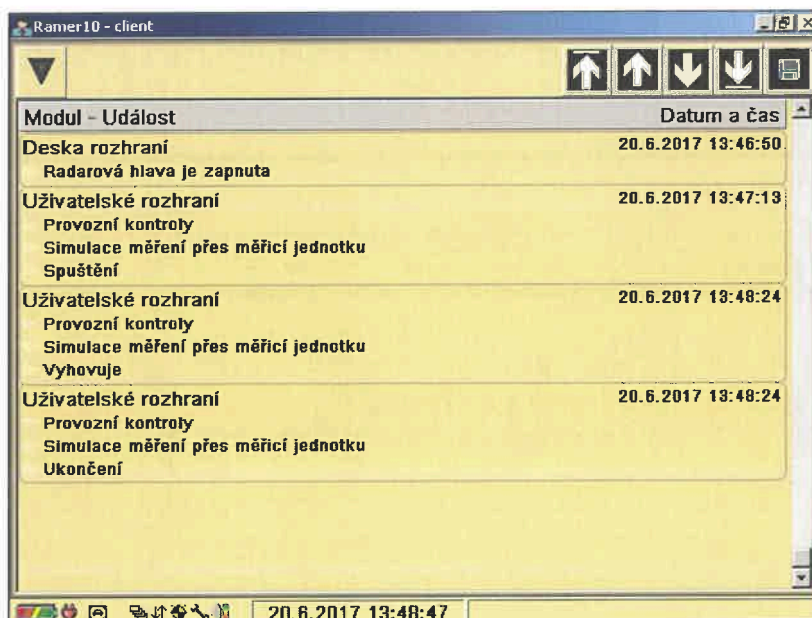 Ramer10 - client
Modul - Událost Datum a čas
Deska rozhraní 20.6.2017 13:46:50
Radarová hlava je zapnuta
Uživatelské rozhraní 20.6.2017 13:47:13
Provozní kontroly
Simulace měření přes měřicí jednotku
Spuštění
Uživatelské rozhraní 20.6.2017 13:48:24
Provozní kontroly
Simulace měření přes měřicí jednotku
Vyhovuje
Uživatelské rozhraní 20.6.2017 13:48:24
Provozní kontroly
Simulace měření přes měřicí jednotku
Ukončení
20.6.2017 13:48:47